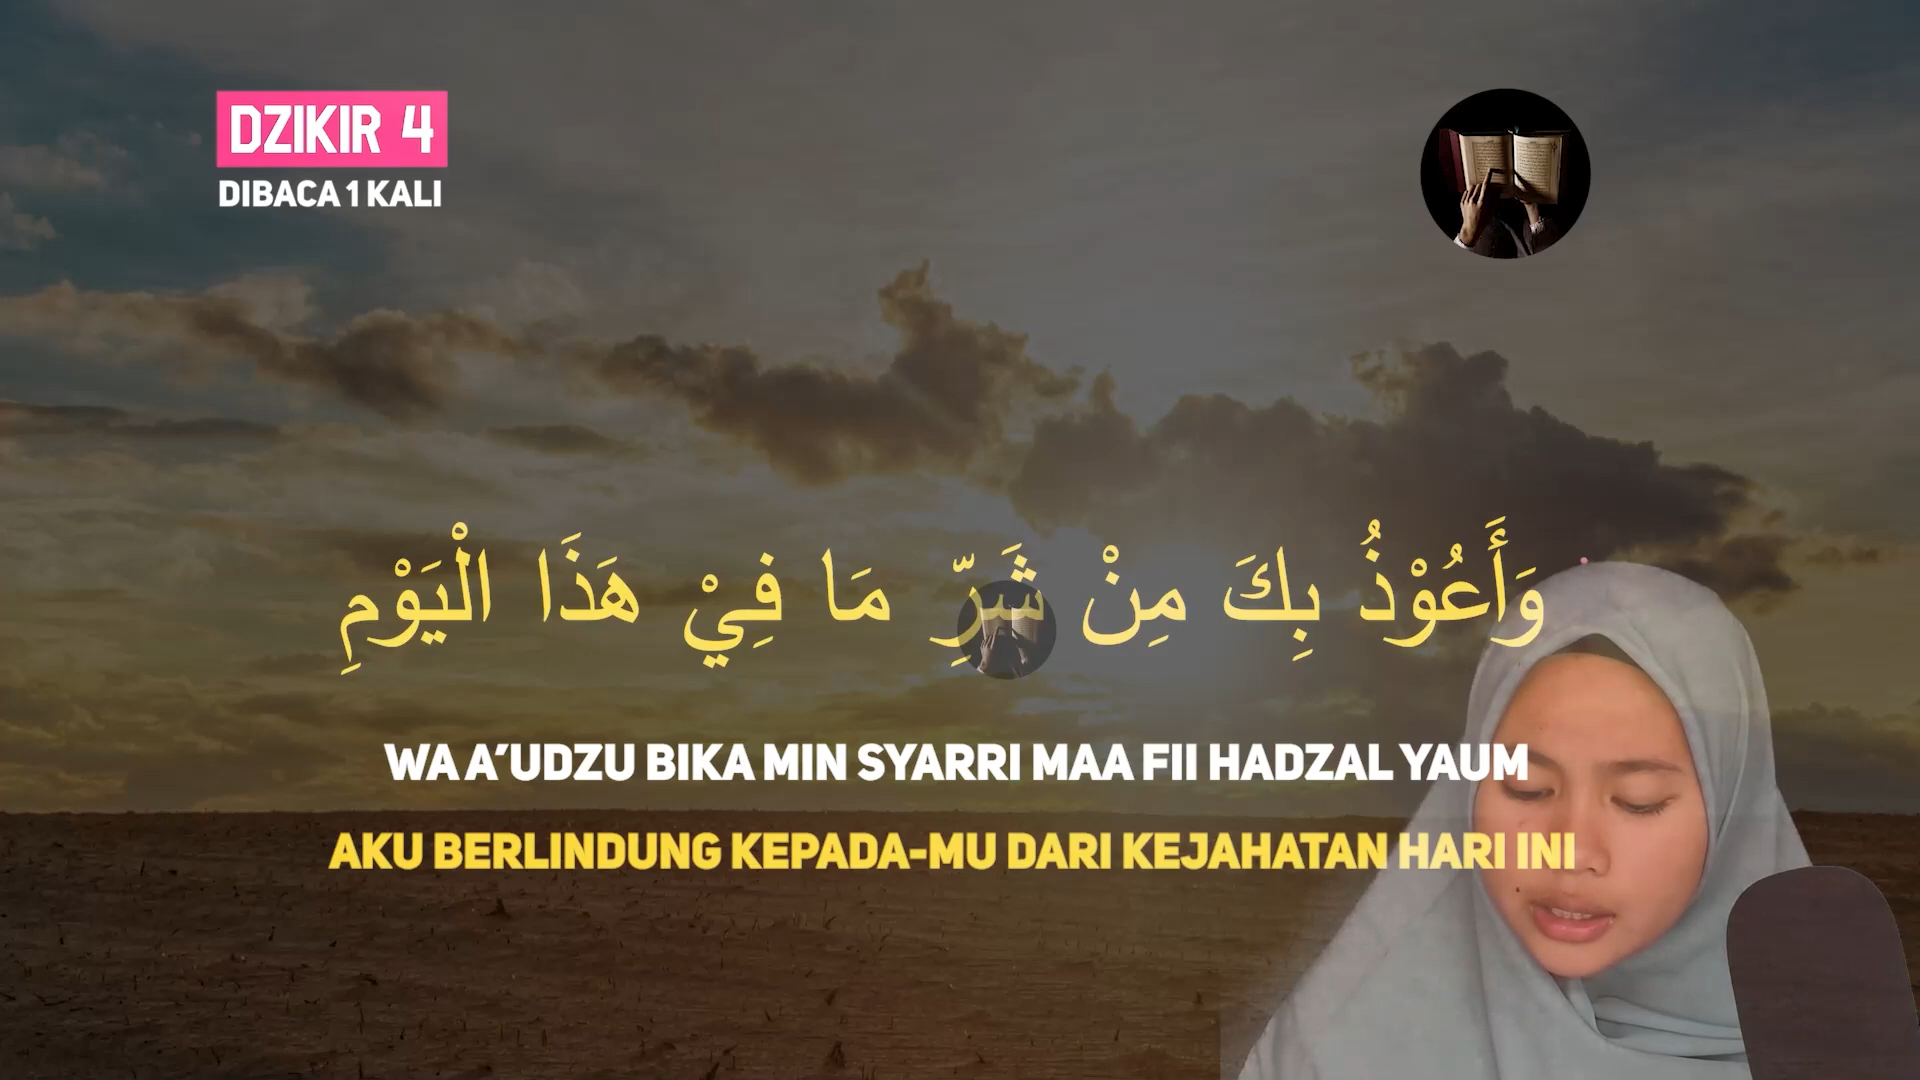 DZIKIR 4
DIBACA 1 KALI
وَأَعُوْذُ بِكَ مِنْ شَرِّ مَا فِيْ هَذَا الْيَوْمِ
WA A'UDZU BIKA MIN SYARRI MAA FII HADZAL YAUM
AKU BERLINDUNG KEPADA-MU DARI KEJAHATAN HARI INI